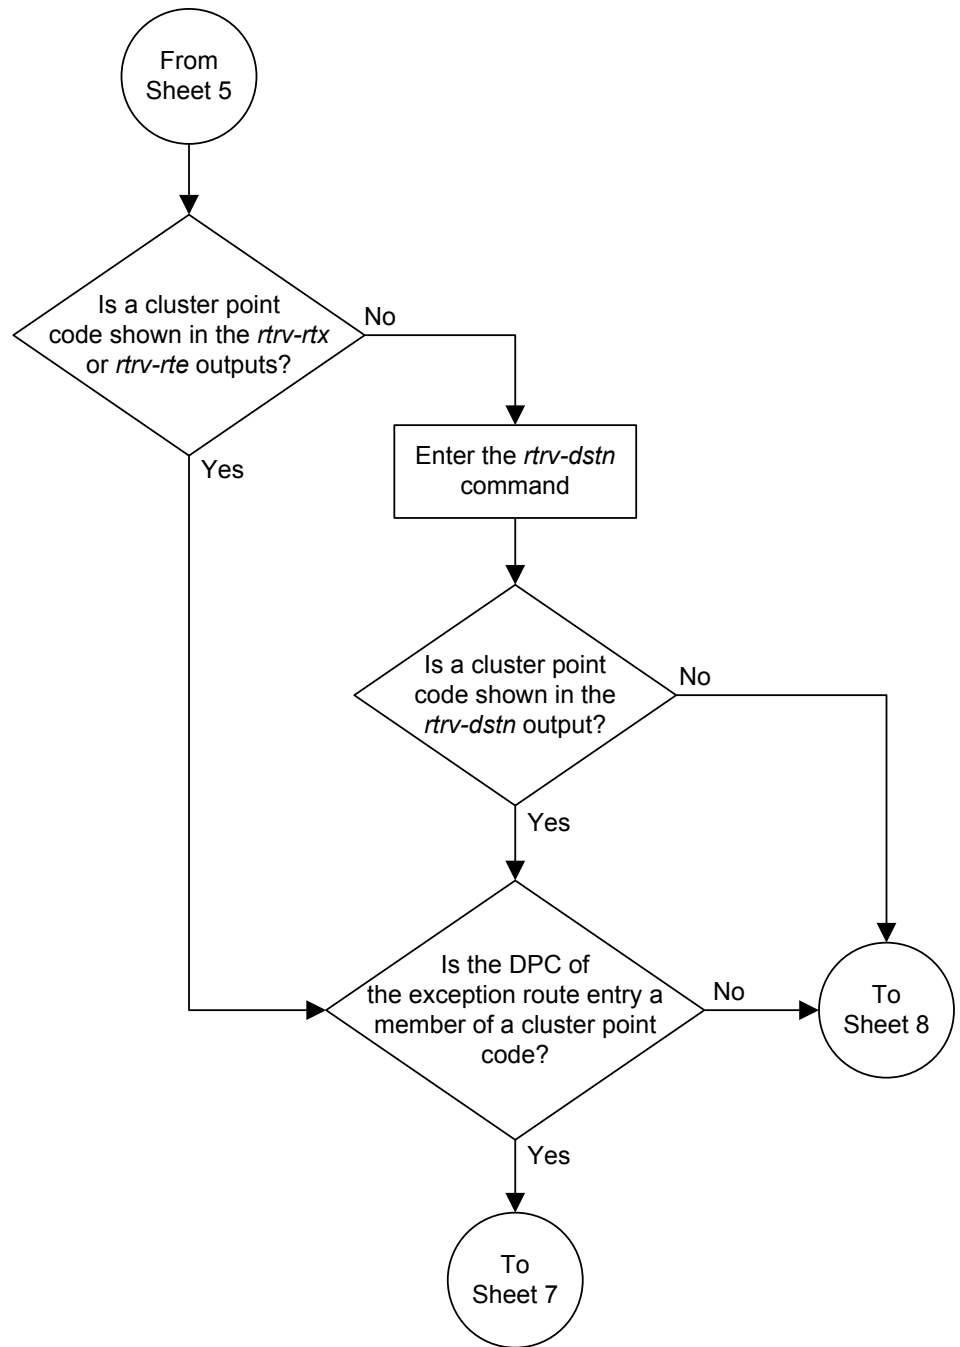 From
Sheet 5
Is a cluster point
code shown in the rtrv-rtx
or rtrv-rte outputs?
No
Yes
Enter the rtrv-dstn
command
Is a cluster point
code shown in the
rtrv-dstn output?
No
Yes
Is the DPC of
the exception route entry a
member of a cluster point
code?
No
To
Sheet 8
Yes
To
Sheet 7